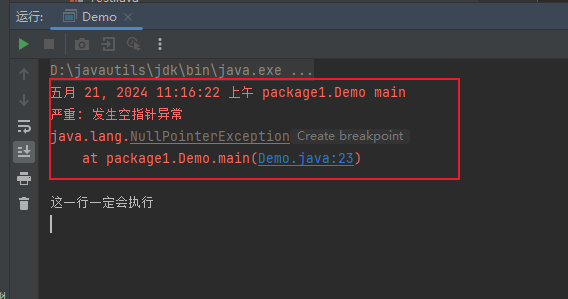 运行:
Demo
D:\javautils\jdk\bin\java.exe ...
五月 21, 2024 11:16:22 上午 package1.Demo main
严重: 发生空指针异常
java.lang.NullPointerException Create breakpoint
at package1.Demo.main(Demo.java:23)
这一行一定会执行